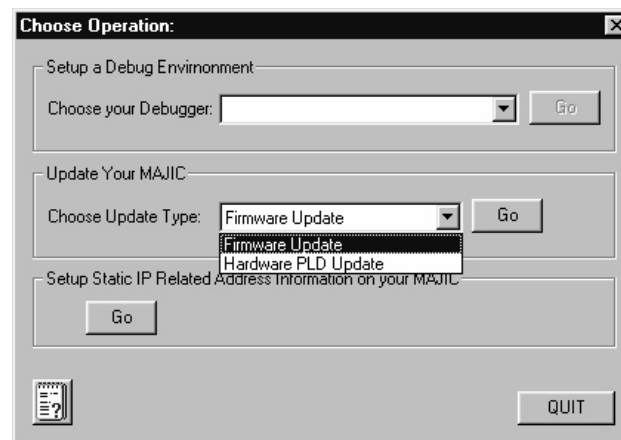 Choose Operation:
Setup a Debug Envirnonment
Choose your Debugger:
Go
Update Your MAJIC
Choose Update Type:
Firmware Update
Go
Firmware Update
Hardware PLD Update
Setup Static IP Related Address Information on your MAJIC
Go
?
QUIT